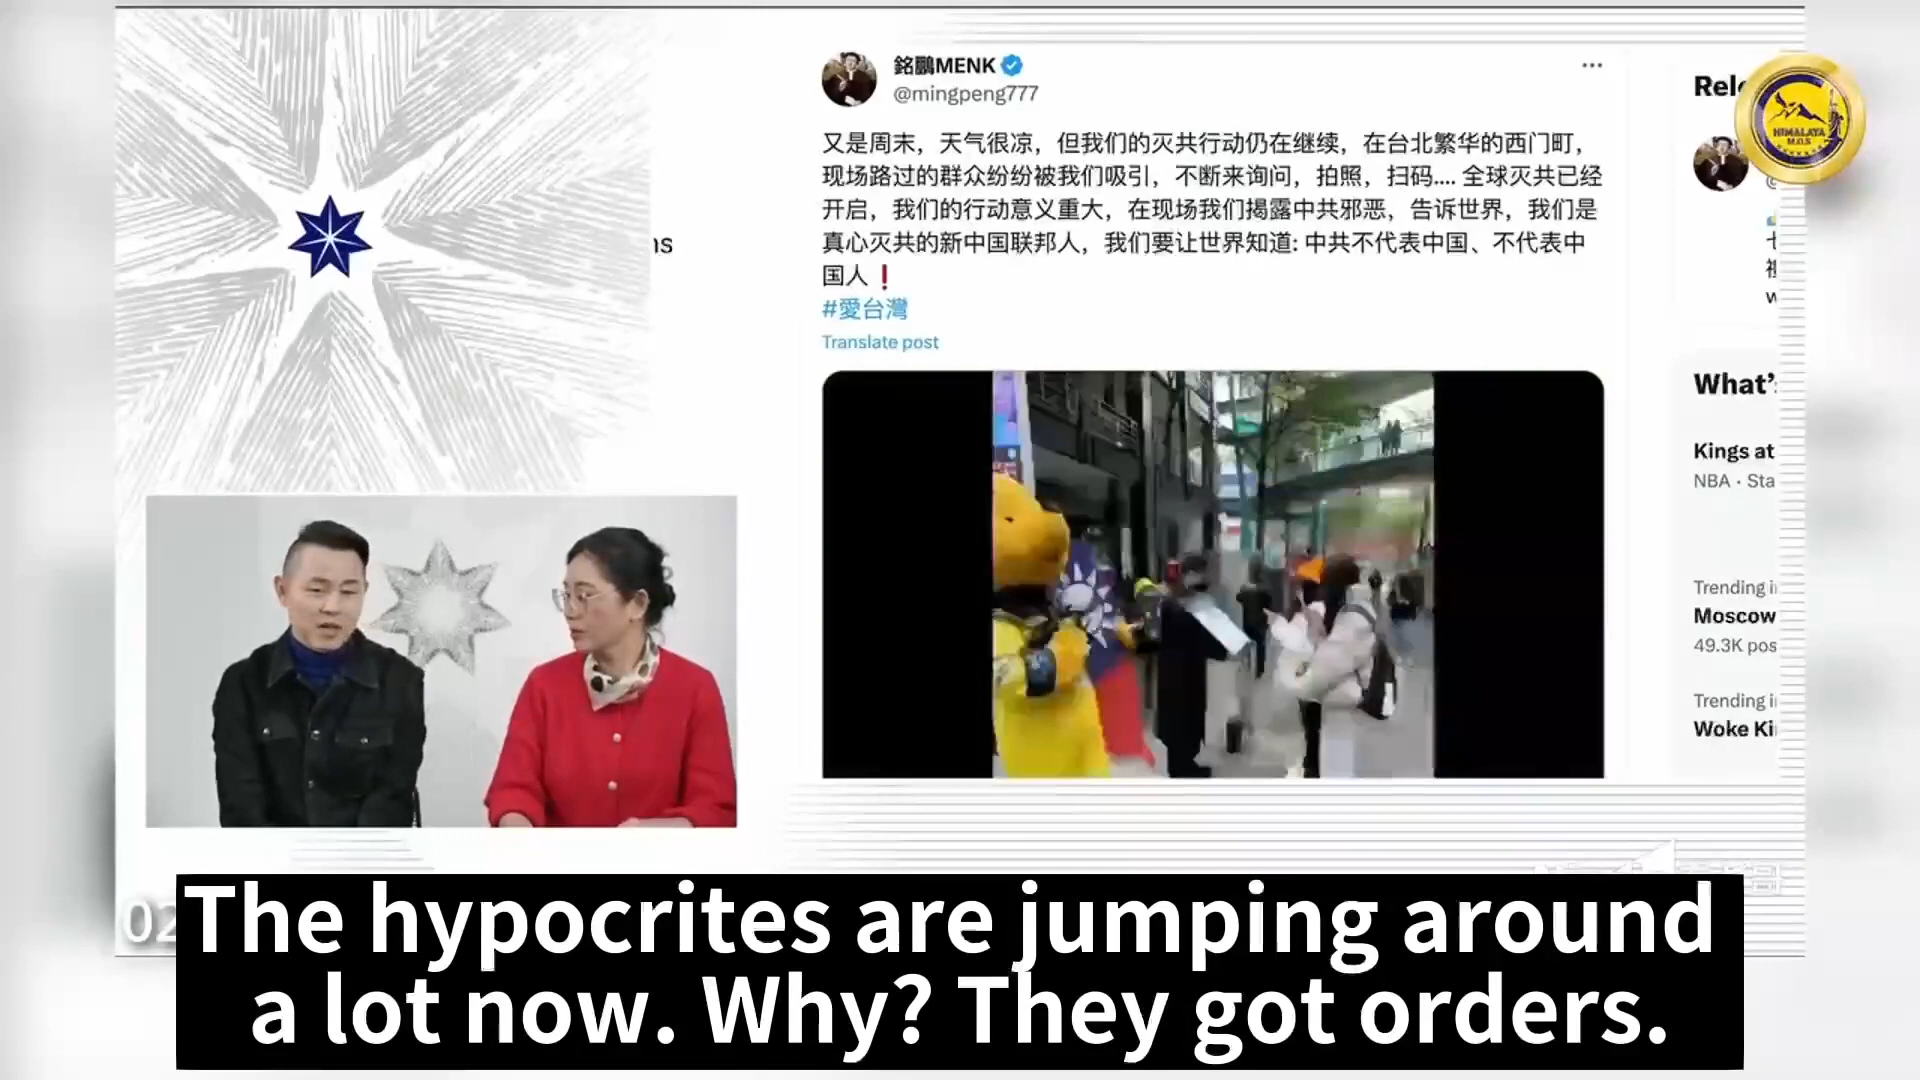 銘鵬MENK
@mingpeng777
又是周末，天气很凉，但我们的灭共行动仍在继续，在台北繁华的西门町，
现场路过的群众纷纷被我们吸引，不断来询问，拍照，扫码.... 全球灭共已经
开启，我们的行动意义重大，在现场我们揭露中共邪恶，告诉世界，我们是
真心灭共的新中国联邦人，我们要让世界知道: 中共不代表中国、不代表中
国人❗
#愛台灣
Translate post
ns
Rele
HIMALAYA
M.O.S
What's
Kings at
NBA · Sta
Trending i
Moscow
49.3K pos
Trending i
Woke Ki
02
The hypocrites are jumping around
a lot now. Why? They got orders.